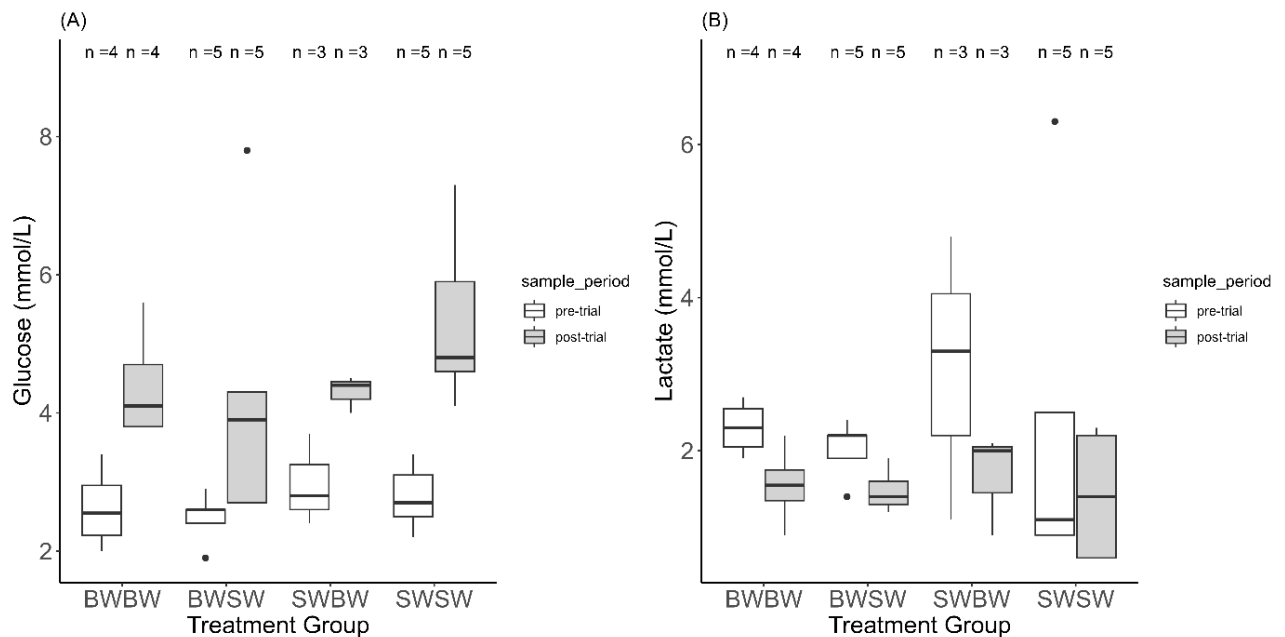 (A)
n =4 n =4 n =5 n =5 n =3 n =3 n =5 n =5
8
6
4
2
Glucose (mmol/L)
BWBW BWSW SWBW SWSW
Treatment Group
sample_period
pre-trial
post-trial
(B)
n =4 n =4 n =5 n =5 n =3 n =3 n =5 n =5
6
4
2
Lactate (mmol/L)
BWBW BWSW SWBW SWSW
Treatment Group
sample_period
pre-trial
post-trial